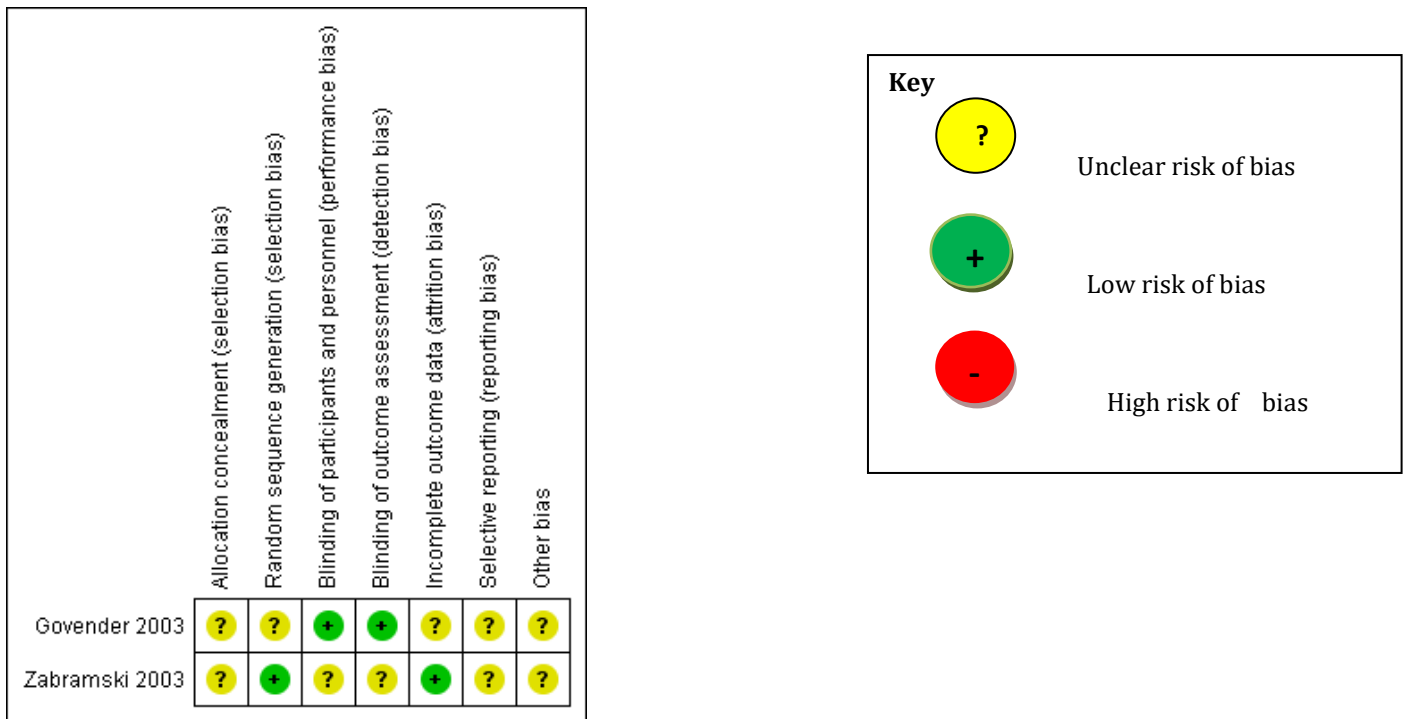 Allocation concealment (selection bias)
Random sequence generation (selection bias)
Blinding of participants and personnel (performance bias)
Blinding of outcome assessment (detection bias)
Incomplete outcome data (attrition bias)
Selective reporting (reporting bias)
Other bias
Govender 2003 ? ? + + ? ? ?
Zabramski 2003 ? + ? ? + ? ?
Key
?
Unclear risk of bias
+
Low risk of bias
-
High risk of bias